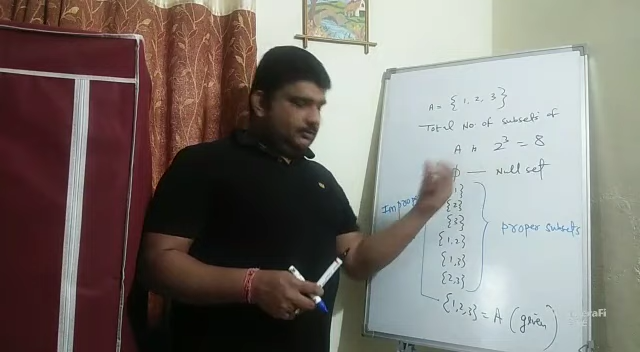 A = { 1, 2, 3 }
Total No. of subsets of
A is 2³ = 8
ϕ — Null set
{2}
{3}
{1,2}
{1,3}
{2,3}
Proper subsets
{1,2,3} = A (given)